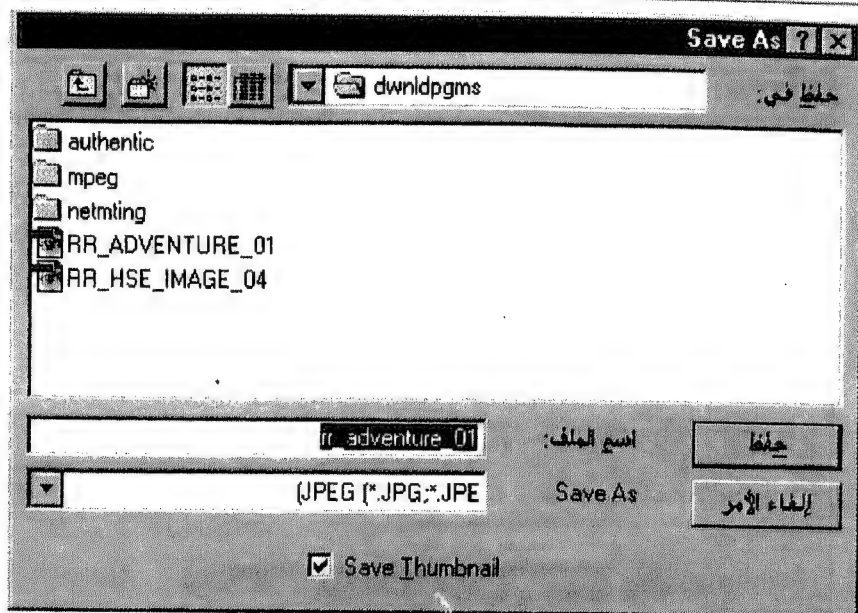 Save As
حفظ في:
dwnldpgms
authentic
mpeg
netmting
RR_ADVENTURE_01
RR_HSE_IMAGE_04
اسم الملف:
rr_adventure_01
حفظ
Save As
(JPEG (*.JPG;*.JPE
إلغاء الأمر
Save Thumbnail